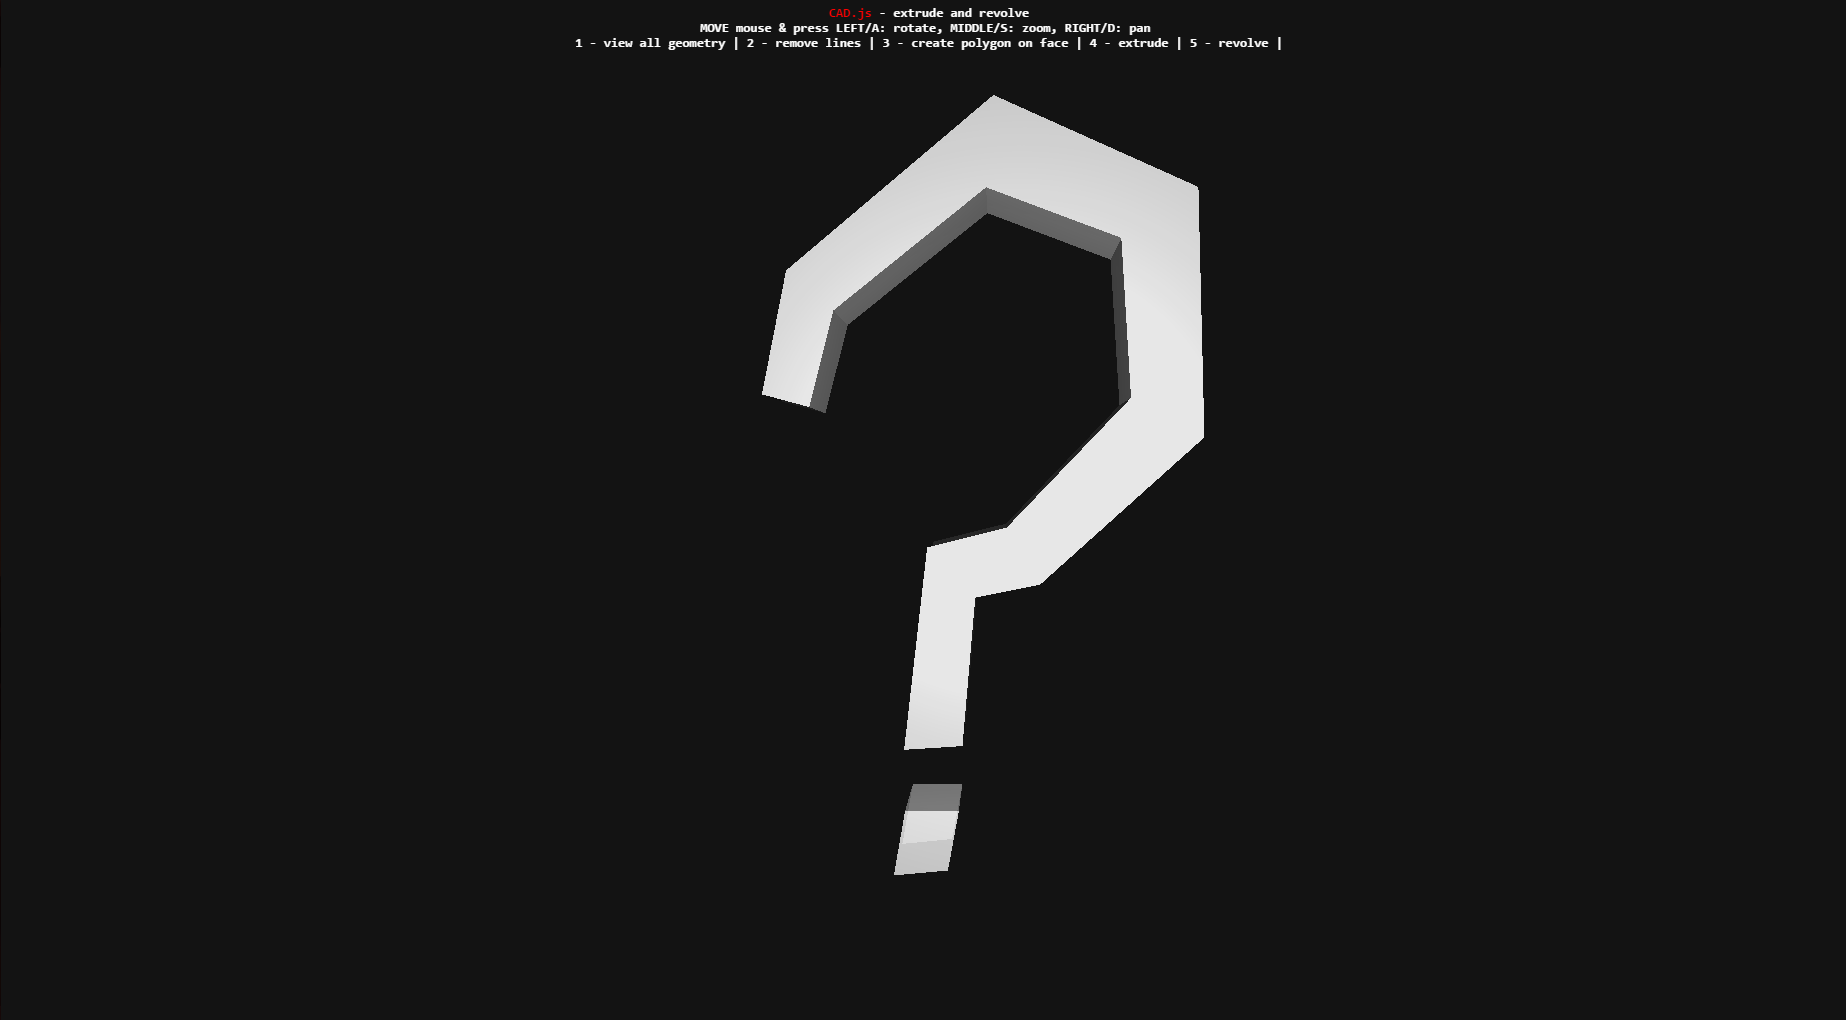 CAD.js - extrude and revolve
MOVE mouse & press LEFT/A: rotate, MIDDLE/S: zoom, RIGHT/D: pan
1 - view all geometry | 2 - remove lines | 3 - create polygon on face | 4 - extrude | 5 - revolve |
?